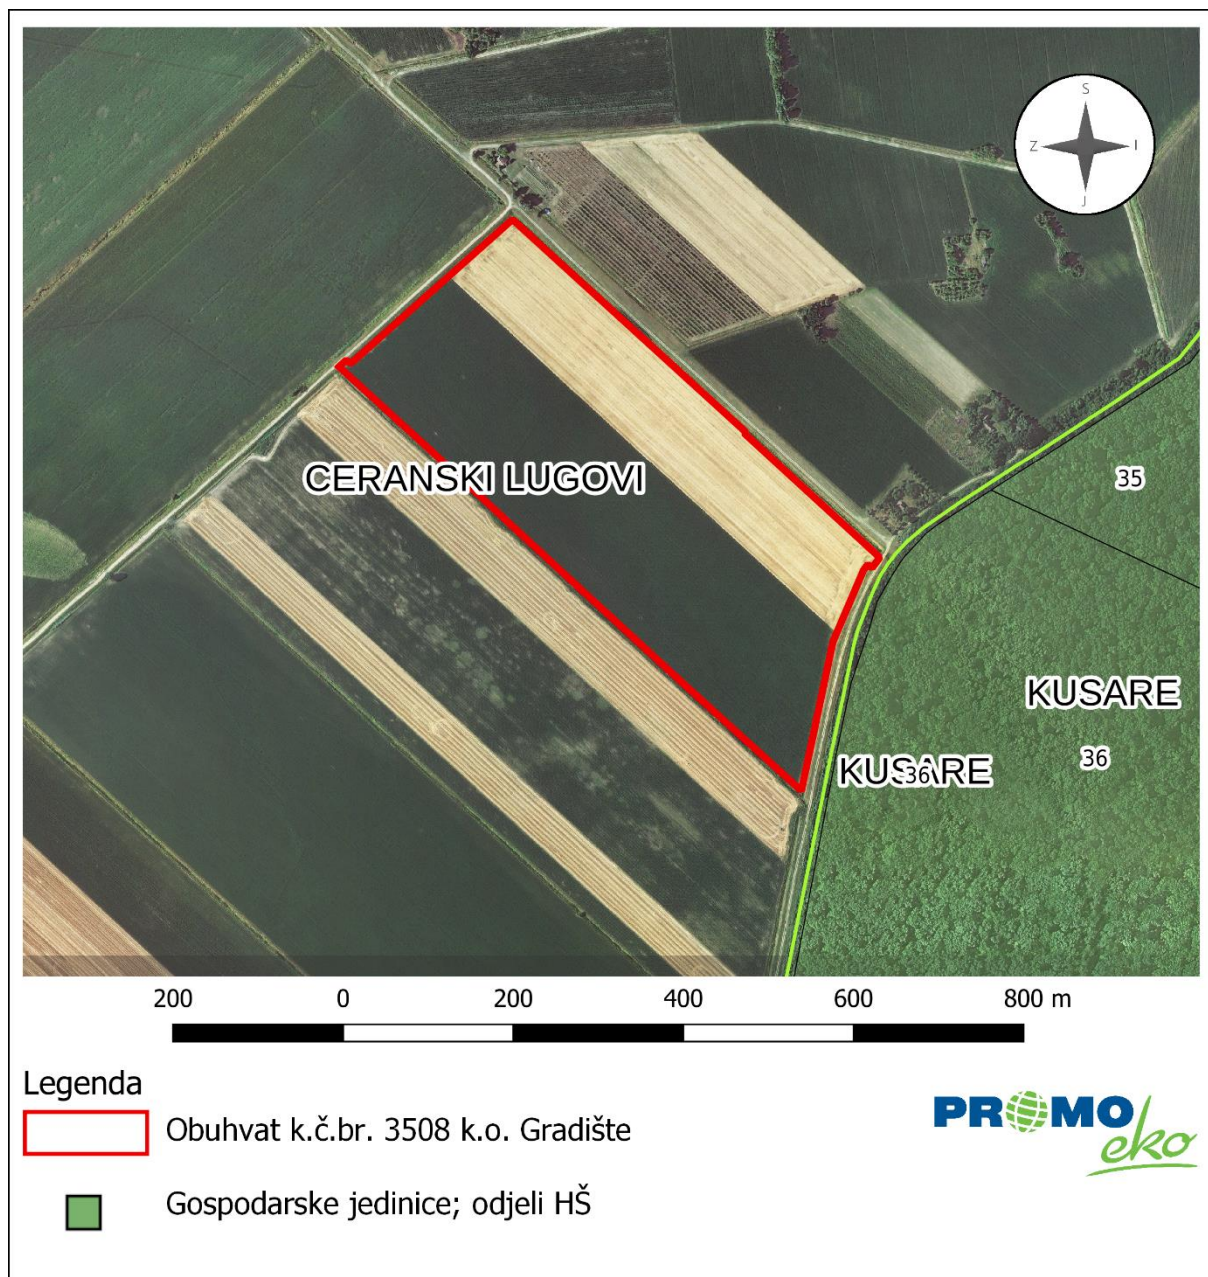 S
Z I
J
CERANSKI LUGOVI
35
KUSARE
36
KUSARE
36
200 0 200 400 600 800 m
Legenda
Obuhvat k.č.br. 3508 k.o. Gradište
Gospodarske jedinice; odjeli HŠ
PROMO
eko